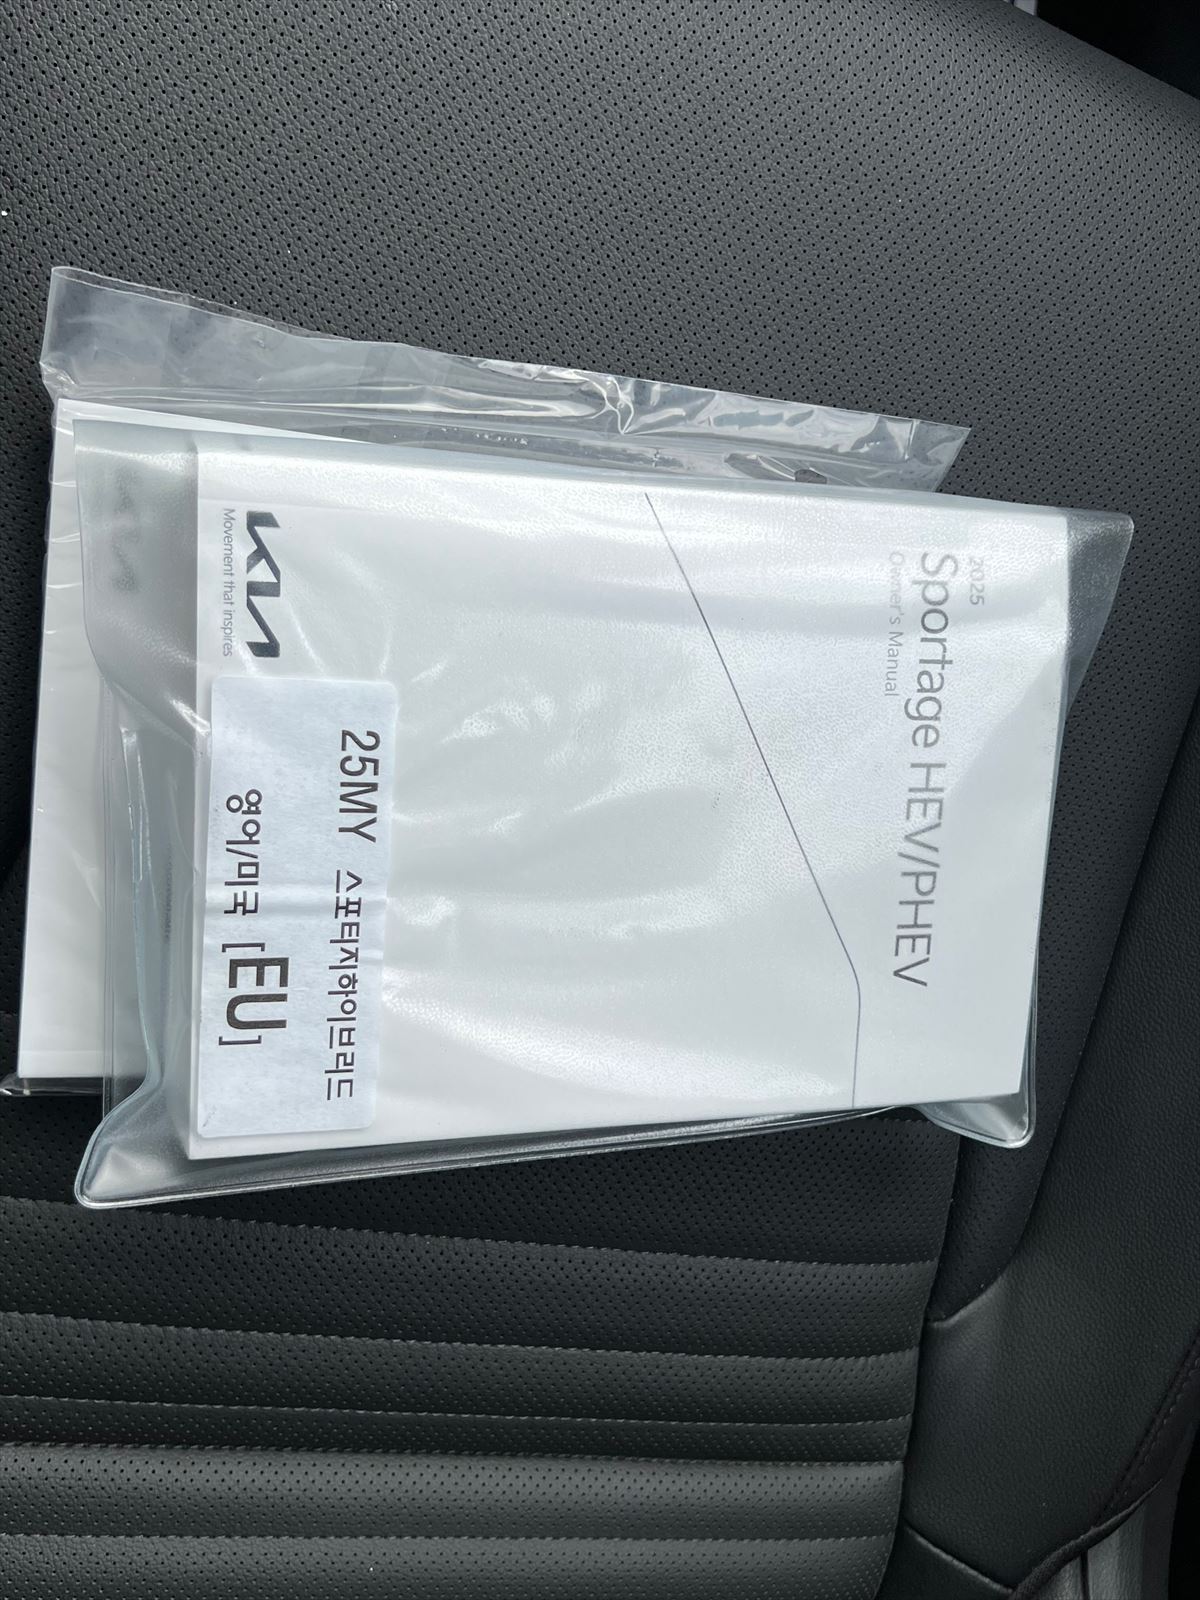 2025
Sportage HEV/PHEV
Owner's Manual
KIA
Movement that inspires
25MY 스포티지하이브리드
영어/미국 [EU]